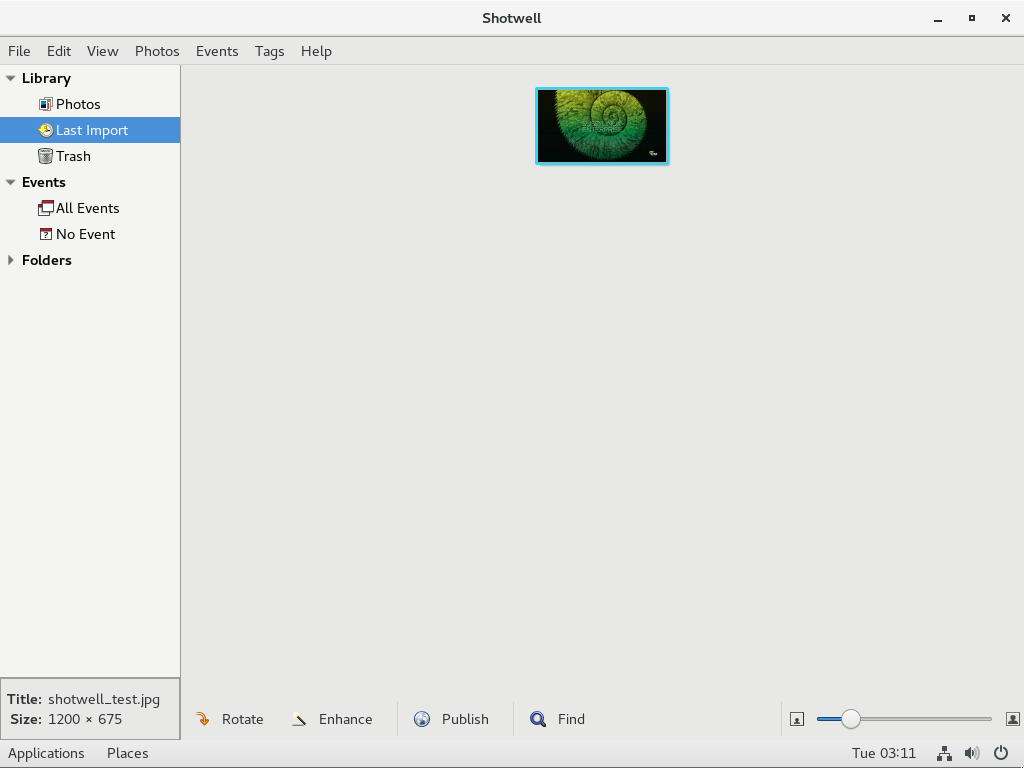 Shotwell
File Edit View Photos Events Tags Help
Library
Photos
Last Import
Trash
Events
All Events
No Event
Folders
Title: shotwell_test.jpg
Size: 1200 × 675
Rotate Enhance Publish Find
Applications Places Tue 03:11